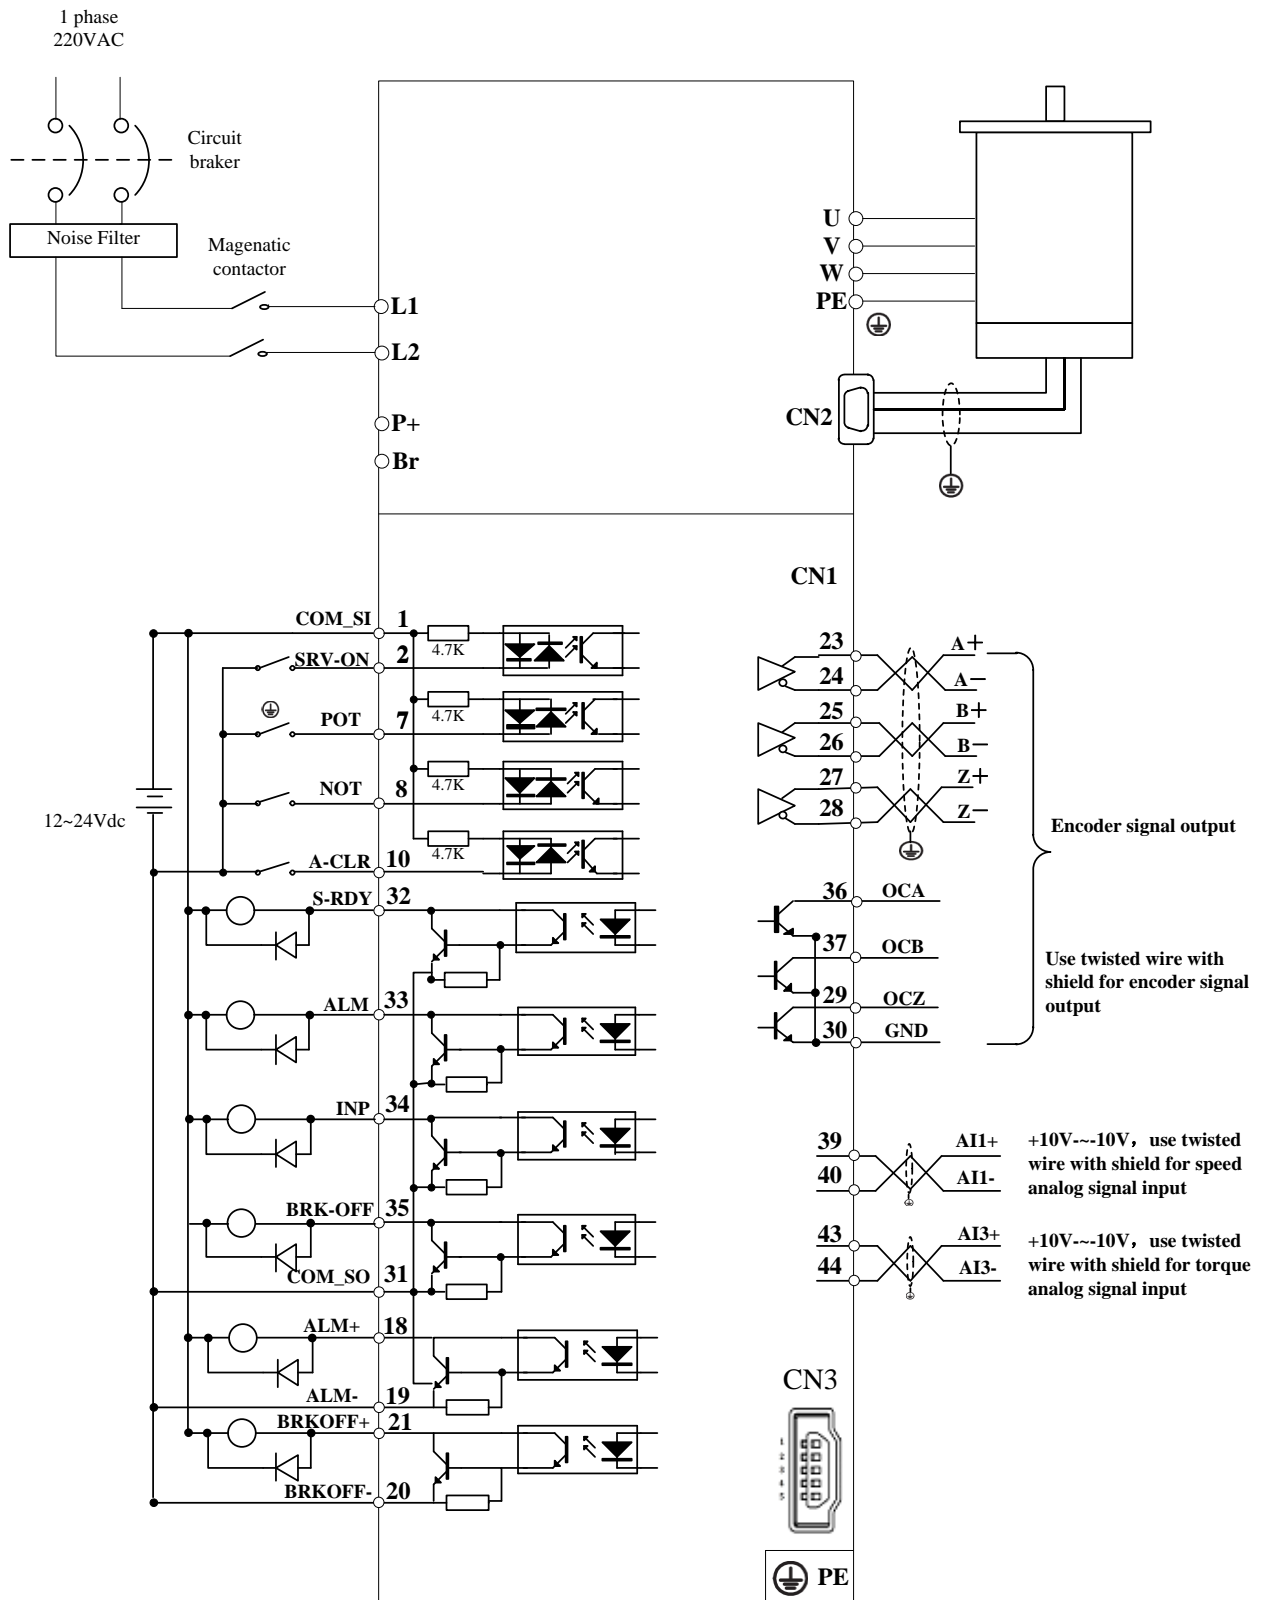 1 phase
220VAC
Circuit
braker
Noise Filter
Magenatic
contactor
L1
L2
P+
Br
U
V
W
PE
CN2
CN1
COM_SI 1
4.7K
SRV-ON 2
POT 7
4.7K
NOT 8
4.7K
12~24Vdc
A-CLR 10
4.7K
S-RDY 32
ALM 33
INP 34
BRK-OFF 35
COM_SO 31
ALM+ 18
ALM- 19
BRKOFF+ 21
BRKOFF- 20
23 A+
24 A-
25 B+
26 B-
27 Z+
28 Z-
Encoder signal output
36 OCA
37 OCB
29 OCZ
30 GND
Use twisted wire with
shield for encoder signal
output
39 AI1+
40 AI1-
+10V-~-10V，use twisted
wire with shield for speed
analog signal input
43 AI3+
44 AI3-
+10V-~-10V，use twisted
wire with shield for torque
analog signal input
CN3
1
2
3
4
5
PE